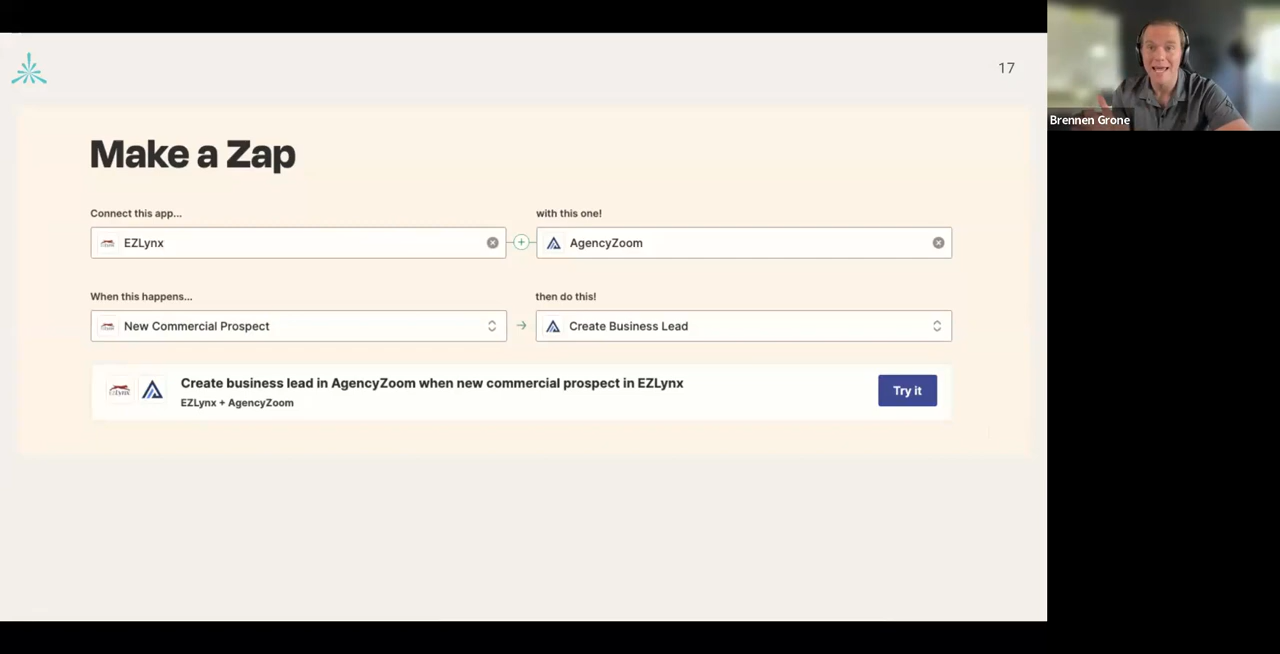 17
Brennen Grone
Make a Zap
Connect this app...
with this one!
EZLynx
AgencyZoom
When this happens...
then do this!
New Commercial Prospect
Create Business Lead
EZLynx
Create business lead in AgencyZoom when new commercial prospect in EZLynx
EZLynx + AgencyZoom
Try it